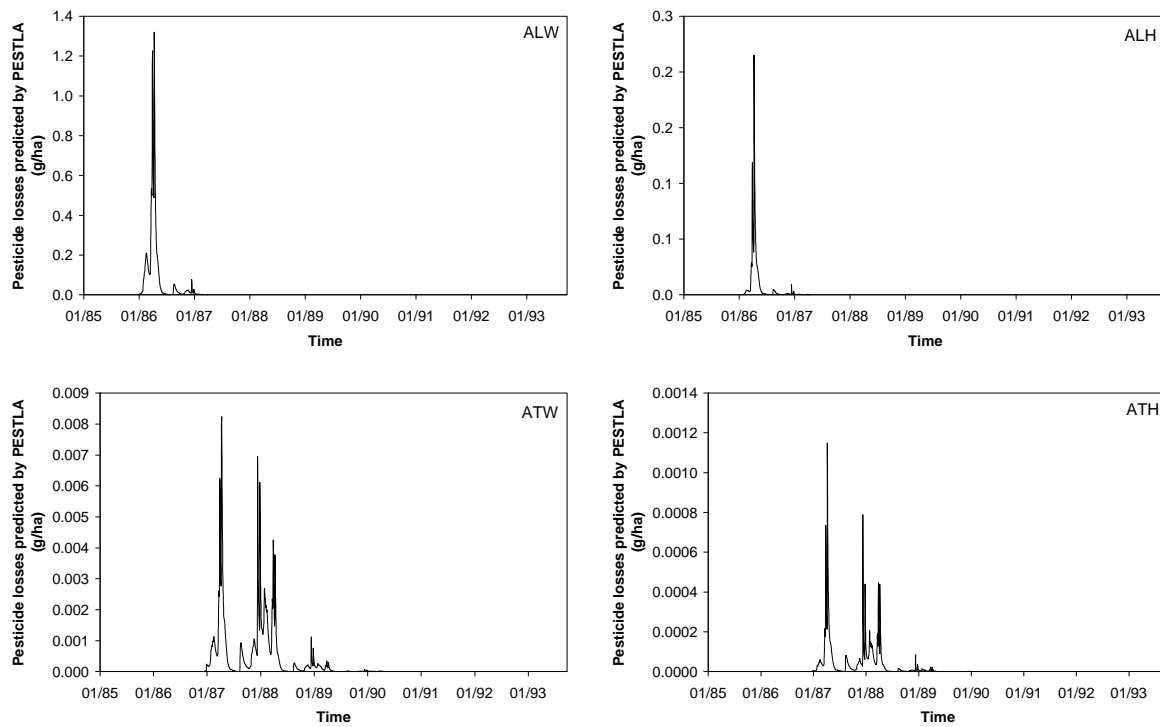 Pesticide losses predicted by PESTLA
(g/ha)
1.4
1.2
1.0
0.8
0.6
0.4
0.2
0.0
ALW
01/85 01/86 01/87 01/88 01/89 01/90 01/91 01/92 01/93
Time
Pesticide losses predicted by PESTLA
(g/ha)
0.3
0.2
0.2
0.1
0.1
0.0
ALH
01/85 01/86 01/87 01/88 01/89 01/90 01/91 01/92 01/93
Time
Pesticide losses predicted by PESTLA
(g/ha)
0.009
0.008
0.007
0.006
0.005
0.004
0.003
0.002
0.001
0.000
ATW
01/85 01/86 01/87 01/88 01/89 01/90 01/91 01/92 01/93
Time
Pesticide losses predicted by PESTLA
(g/ha)
0.0014
0.0012
0.0010
0.0008
0.0006
0.0004
0.0002
0.0000
ATH
01/85 01/86 01/87 01/88 01/89 01/90 01/91 01/92 01/93
Time